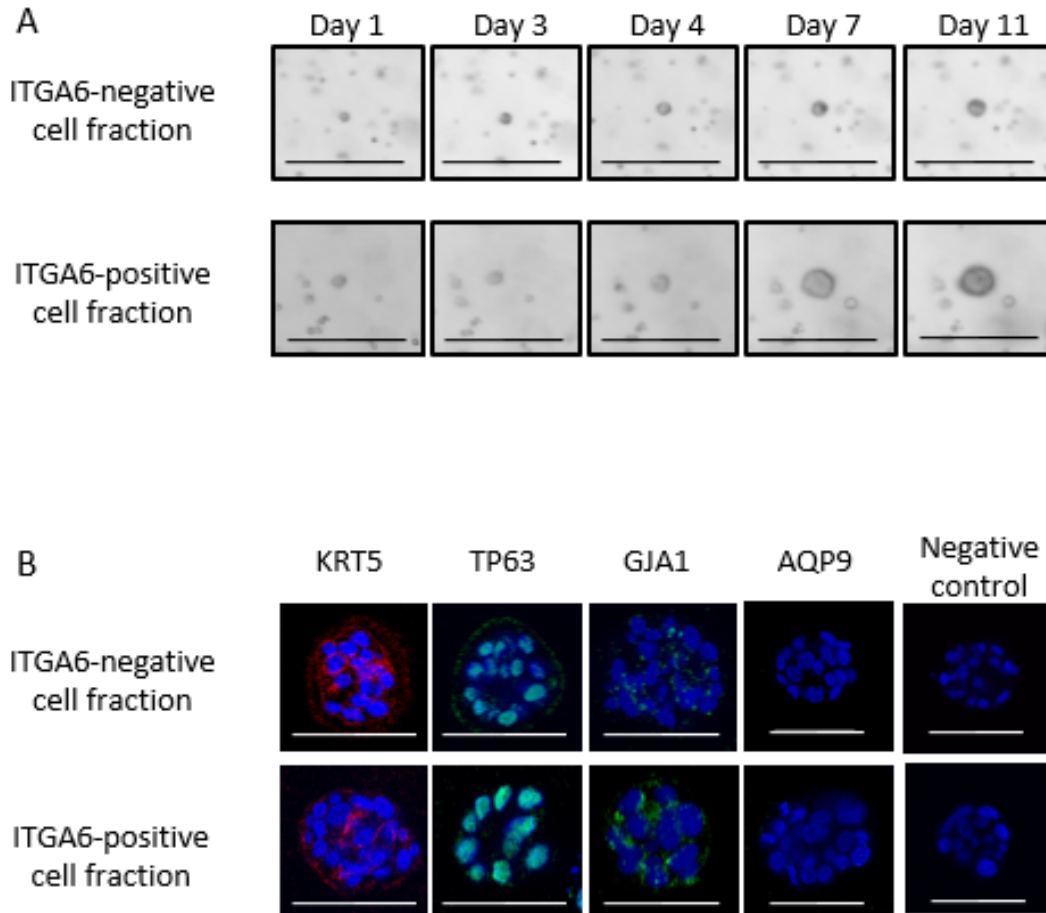 A
Day 1 Day 3 Day 4 Day 7 Day 11
ITGA6-negative
cell fraction
ITGA6-positive
cell fraction
B
KRT5 TP63 GJA1 AQP9 Negative
control
ITGA6-negative
cell fraction
ITGA6-positive
cell fraction